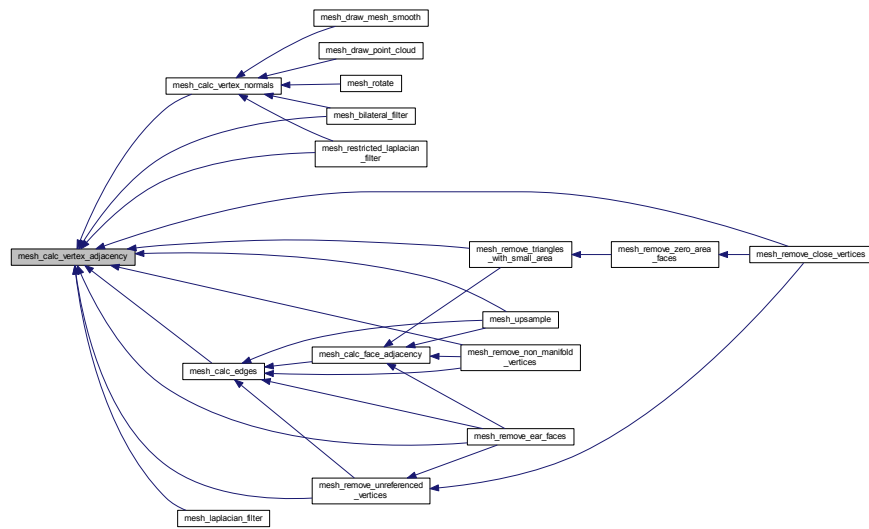 mesh_draw_mesh_smooth
mesh_draw_point_cloud
mesh_calc_vertex_normals
mesh_rotate
mesh_bilateral_filter
mesh_restricted_laplacian
_filter
mesh_calc_vertex_adjacency
mesh_remove_triangles
_with_small_area
mesh_remove_zero_area
_faces
mesh_remove_close_vertices
mesh_upsample
mesh_calc_face_adjacency
mesh_remove_non_manifold
_vertices
mesh_calc_edges
mesh_remove_ear_faces
mesh_remove_unreferenced
_vertices
mesh_laplacian_filter